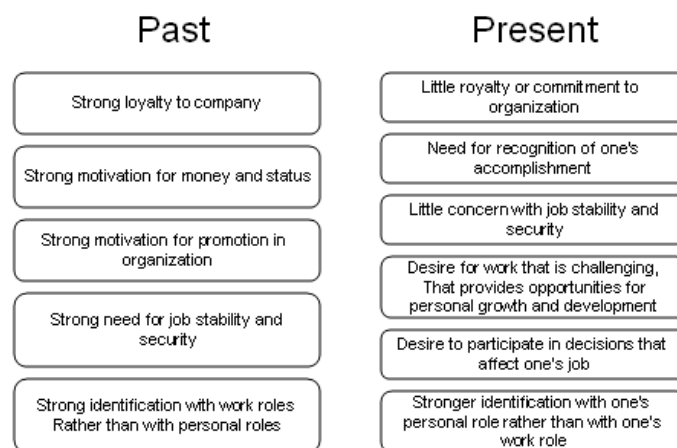 Past
Strong loyalty to company
Strong motivation for money and status
Strong motivation for promotion in
organization
Strong need for job stability and
security
Strong identification with work roles
Rather than with personal roles
Present
Little royalty or commitment to
organization
Need for recognition of one's
accomplishment
Little concern with job stability and
security
Desire for work that is challenging,
That provides opportunities for
personal growth and development
Desire to participate in decisions that
affect one's job
Stronger identification with one's
personal role rather than with one's
work role